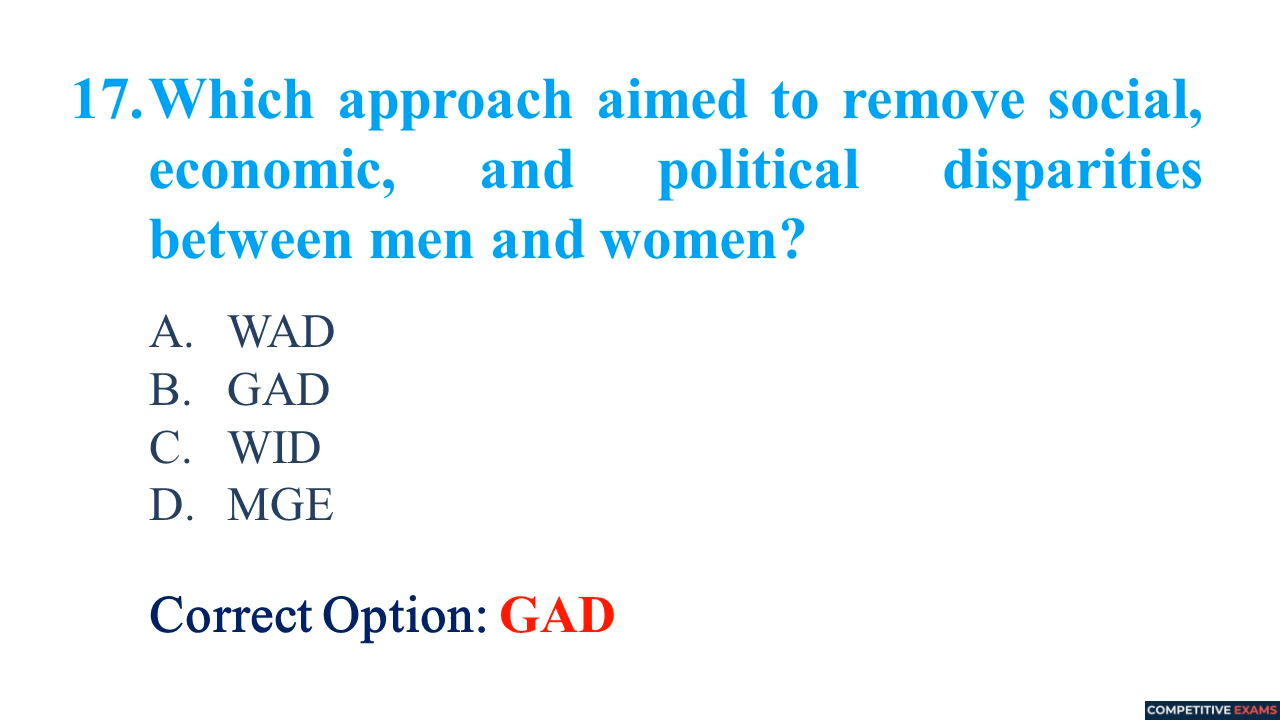 17. Which approach aimed to remove social,
economic, and political disparities
between men and women?
A. WAD
B. GAD
C. WID
D. MGE
Correct Option: GAD
COMPETITIVE EXAMS